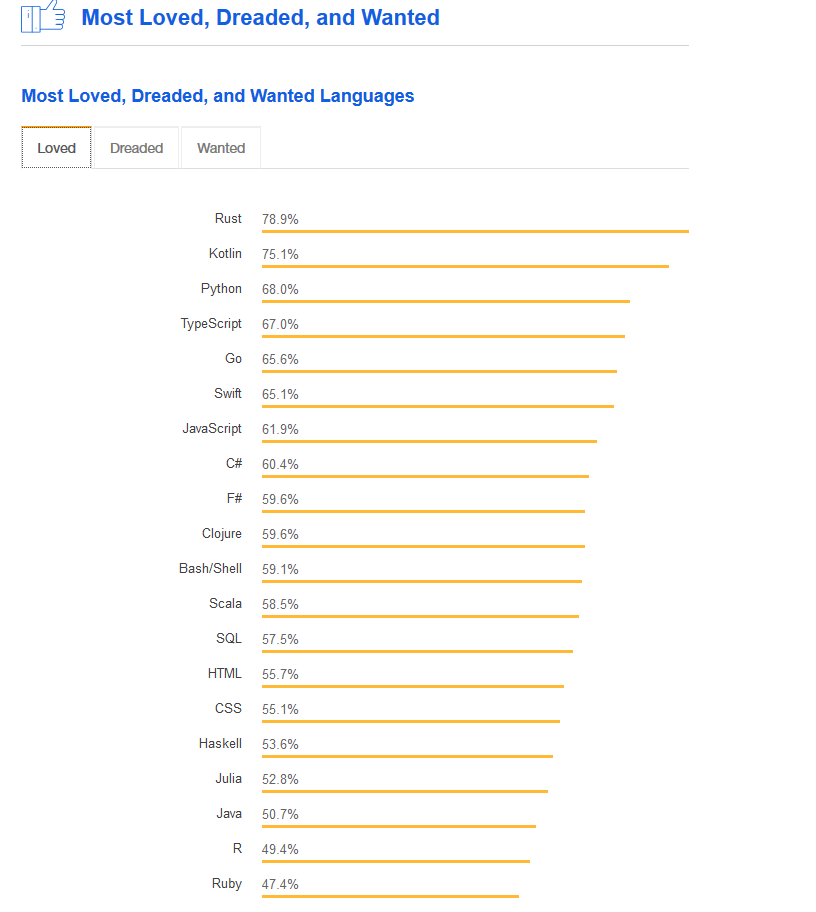 Most Loved, Dreaded, and Wanted
Most Loved, Dreaded, and Wanted Languages
Loved Dreaded Wanted
Rust 78.9%
Kotlin 75.1%
Python 68.0%
TypeScript 67.0%
Go 65.6%
Swift 65.1%
JavaScript 61.9%
C# 60.4%
F# 59.6%
Clojure 59.6%
Bash/Shell 59.1%
Scala 58.5%
SQL 57.5%
HTML 55.7%
CSS 55.1%
Haskell 53.6%
Julia 52.8%
Java 50.7%
R 49.4%
Ruby 47.4%